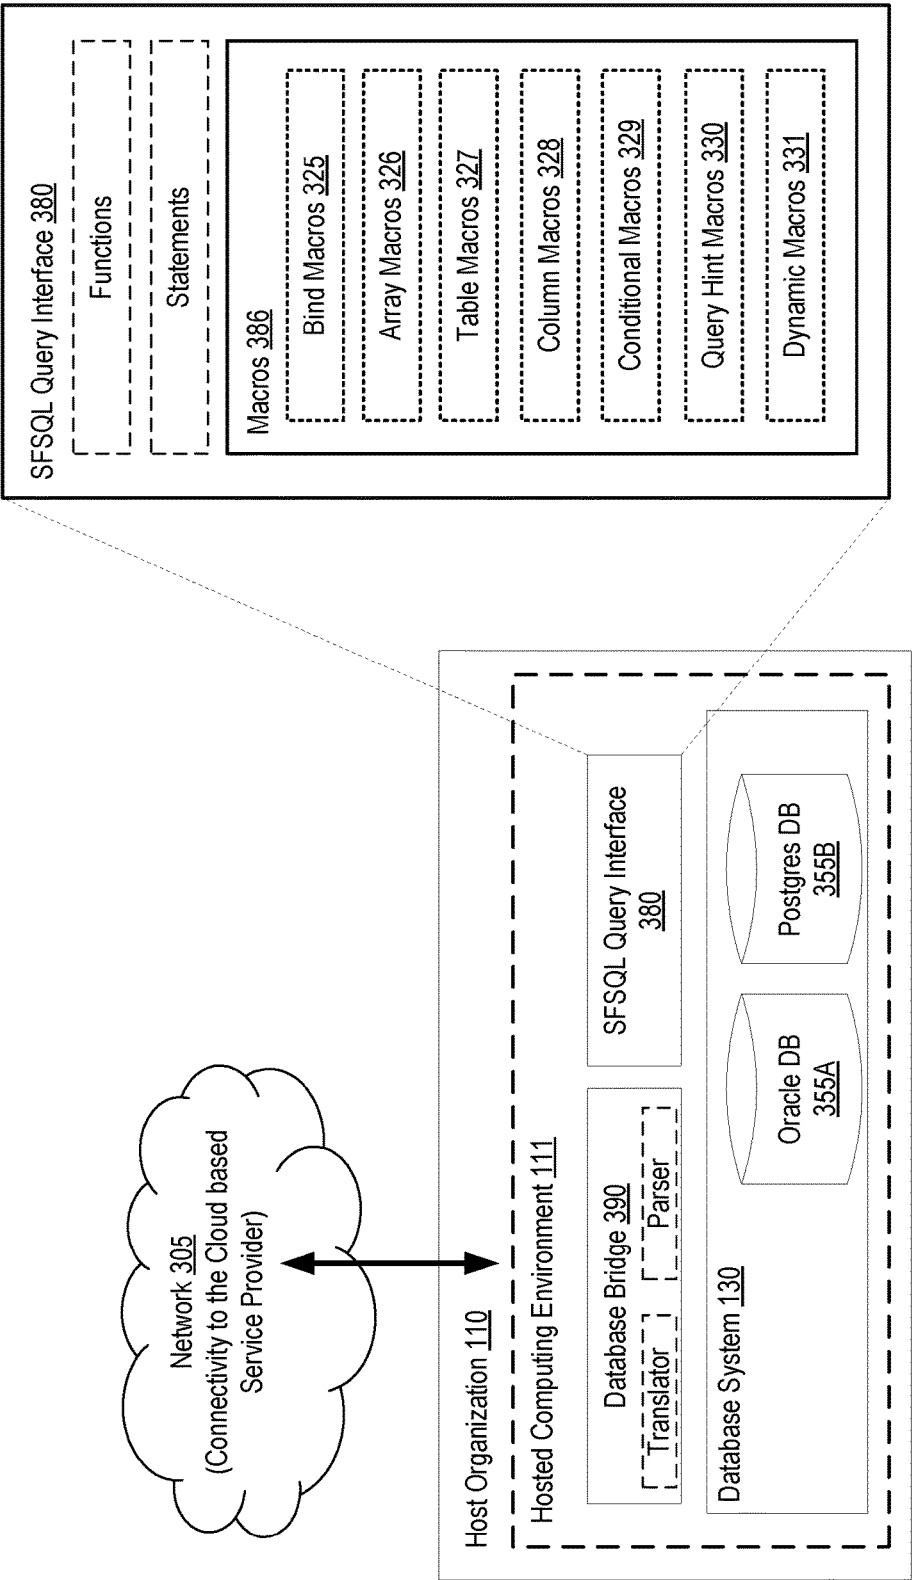 Network 305
(Connectivity to the Cloud based
Service Provider)
Host Organization 110
Hosted Computing Environment 111
Database Bridge 390
Translator
Parser
SFSQL Query Interface
380
Database System 130
Oracle DB
355A
Postgres DB
355B
SFSQL Query Interface 380
Functions
Statements
Macros 386
Bind Macros 325
Array Macros 326
Table Macros 327
Column Macros 328
Conditional Macros 329
Query Hint Macros 330
Dynamic Macros 331